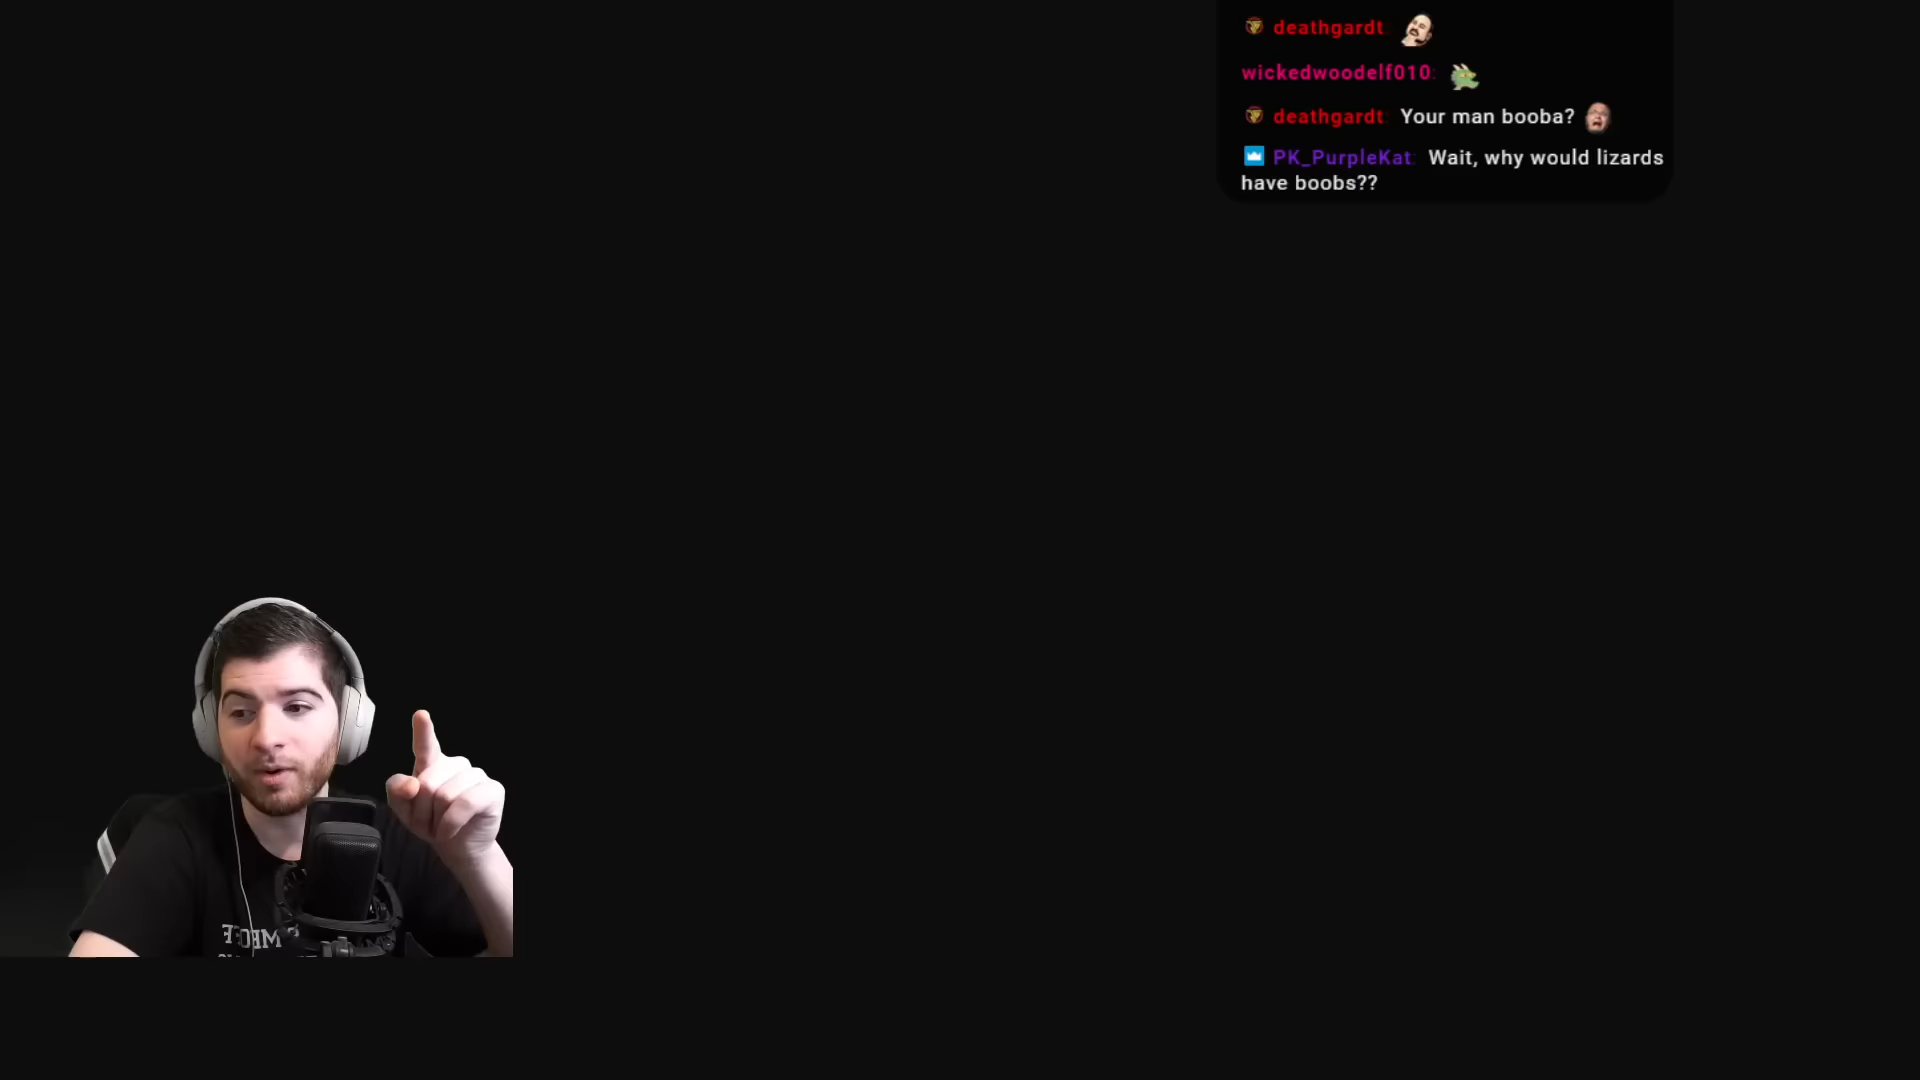 deathgardt:
wickedwoodelf010:
deathgardt: Your man booba?
PK_PurpleKat: Wait, why would lizards
have boobs??